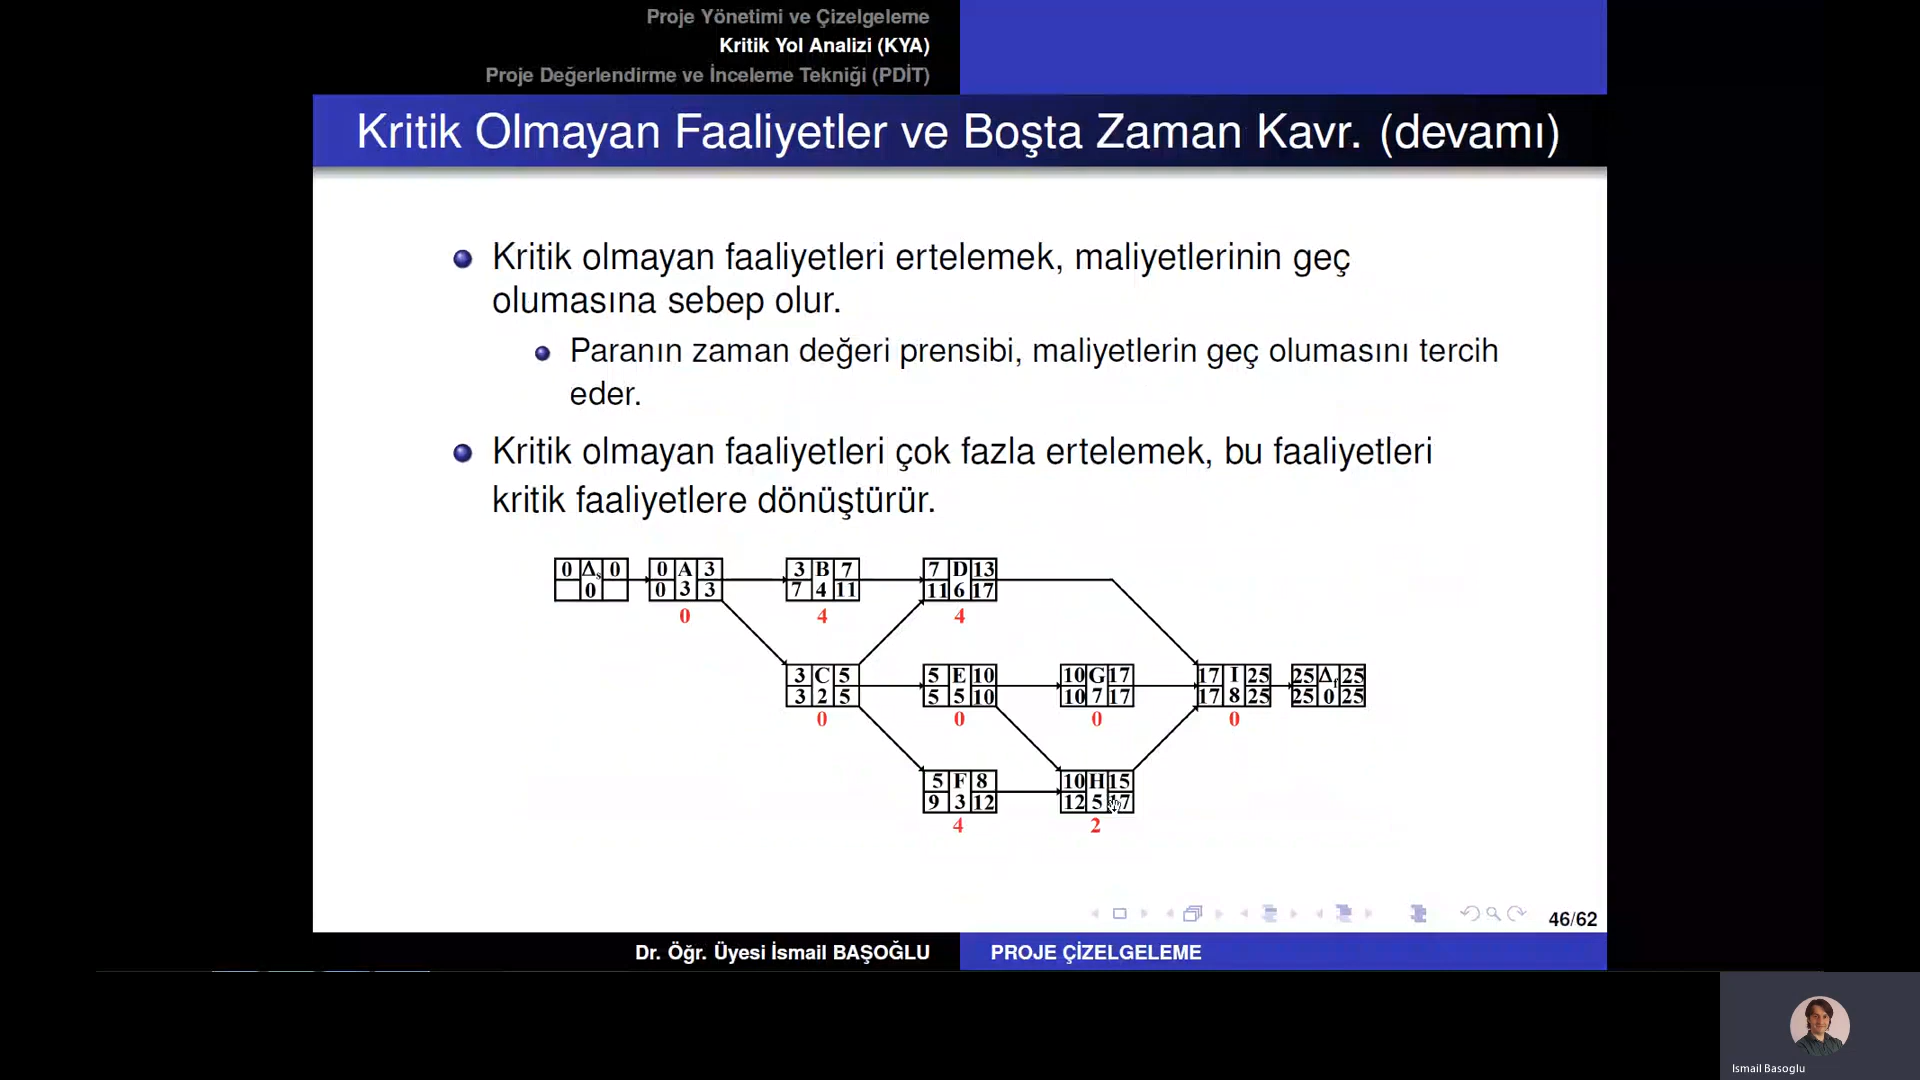 Proje Yönetimi ve Çizelgeleme
Kritik Yol Analizi (KYA)
Proje Değerlendirme ve İnceleme Tekniği (PDİT)
Kritik Olmayan Faaliyetler ve Boşta Zaman Kavr. (devamı)
Kritik olmayan faaliyetleri ertelemek, maliyetlerinin geç
olumasına sebep olur.
Paranın zaman değeri prensibi, maliyetlerin geç olumasını tercih
eder.
Kritik olmayan faaliyetleri çok fazla ertelemek, bu faaliyetleri
kritik faaliyetlere dönüştürür.
0 Δs 0 0 A 3 3 B 7 7 D 13
0 0 3 3 7 4 11 11 6 17
0 4 4
3 C 5 5 E 10 10 G 17 17 I 25 25 Δf 25
3 2 5 5 5 10 10 7 17 17 8 25 25 0 25
0 0 0 0
5 F 8 10 H 15
9 3 12 12 5 17
4 2
46/62
Dr. Öğr. Üyesi İsmail BAŞOĞLU PROJE ÇİZELGELEME
Ismail Basoglu